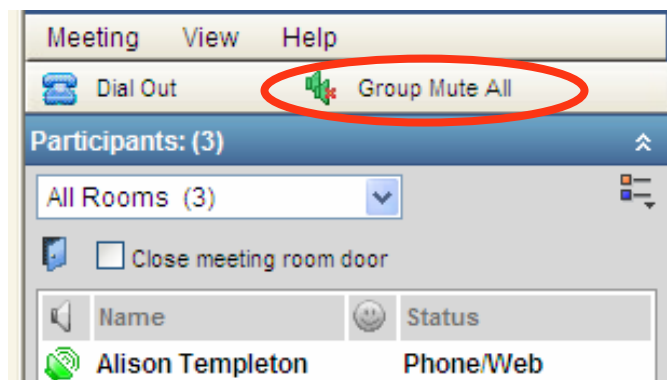 Meeting View Help
Dial Out Group Mute All
Participants: (3)
All Rooms (3)
Close meeting room door
Name Status
Alison Templeton Phone/Web